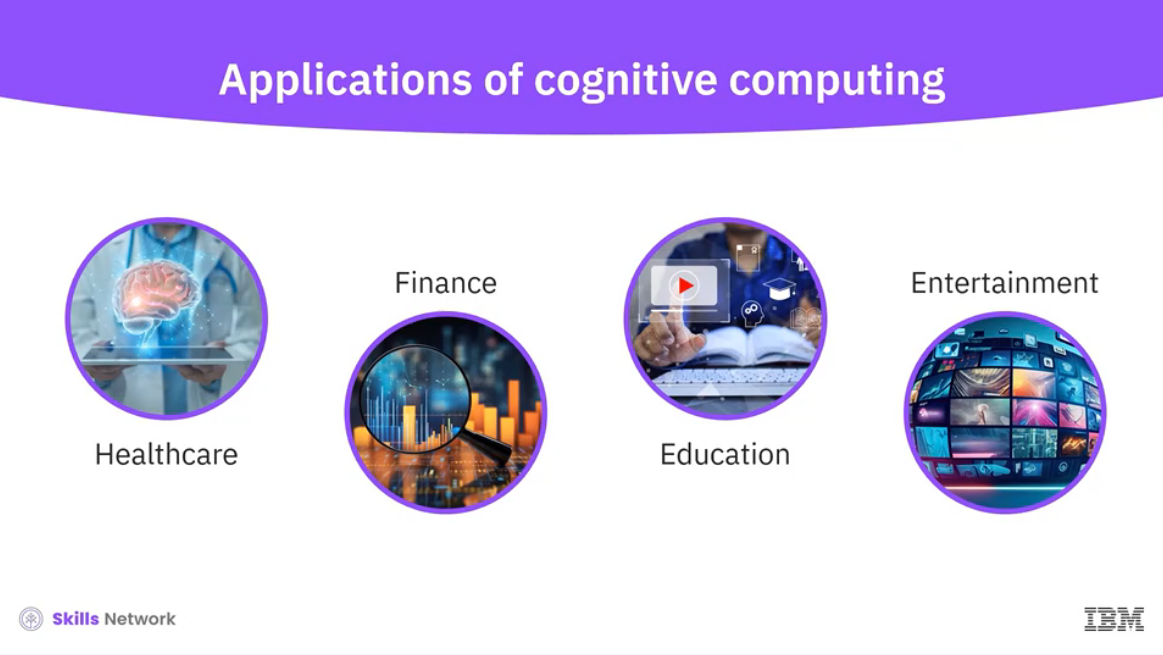 Applications of cognitive computing
Healthcare
Finance
Education
Entertainment
Skills Network
IBM